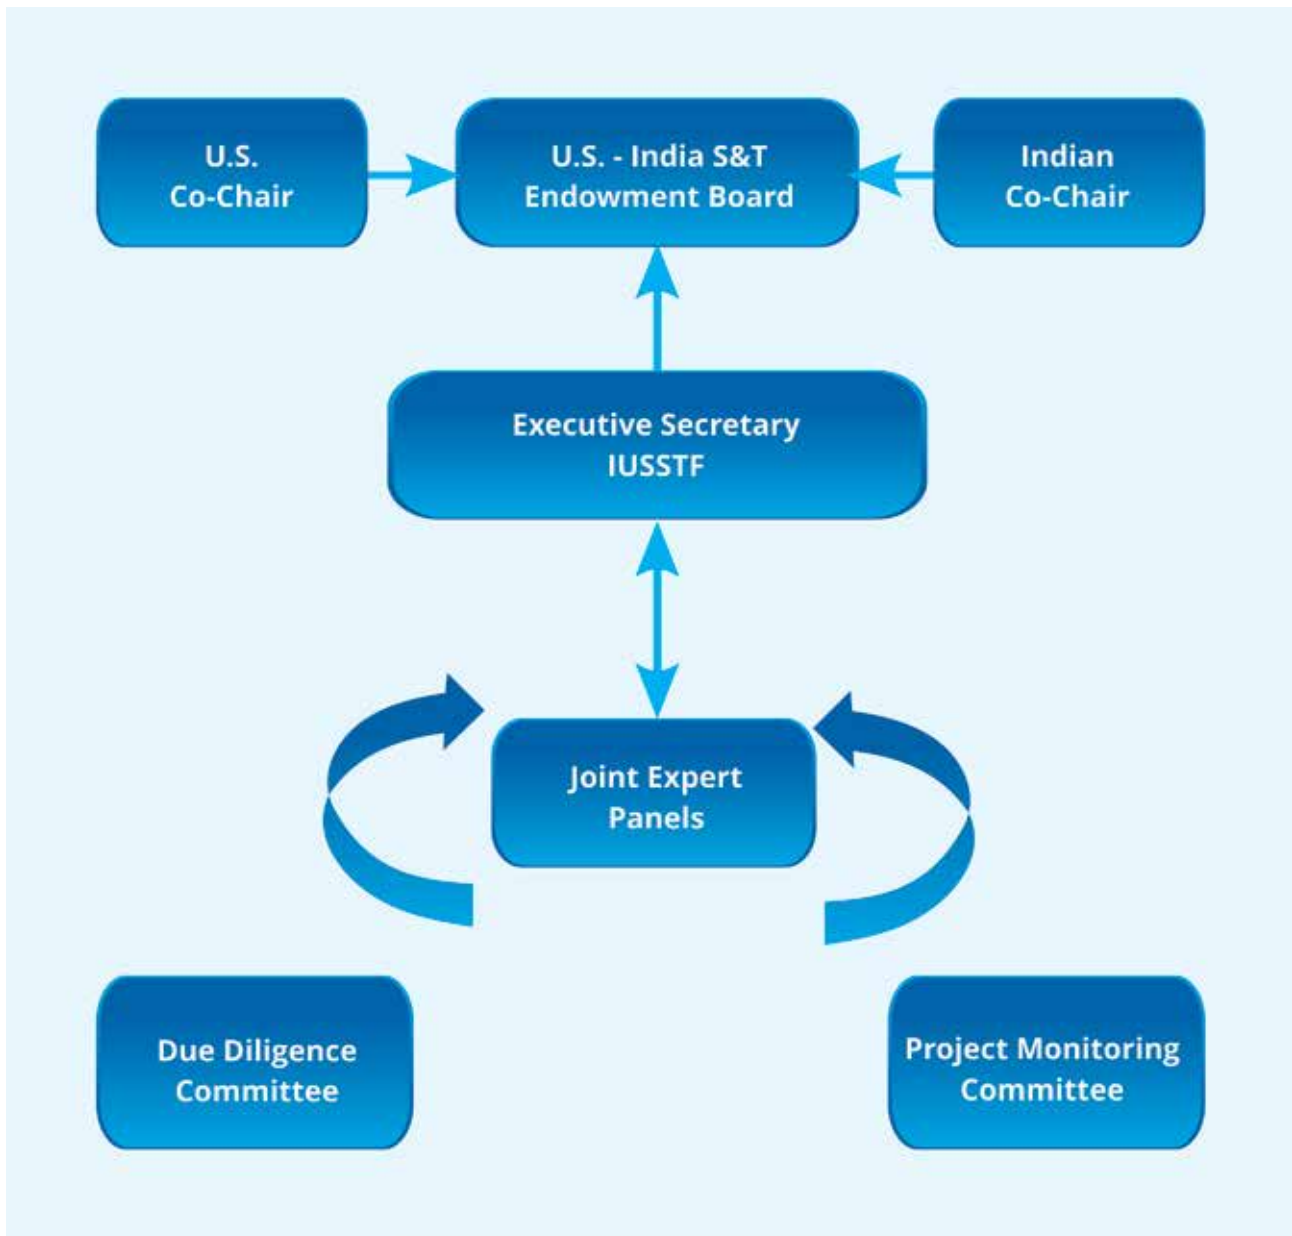 U.S.
Co-Chair
U.S. - India S&T
Endowment Board
Indian
Co-Chair
Executive Secretary
IUSSTF
Joint Expert
Panels
Due Diligence
Committee
Project Monitoring
Committee